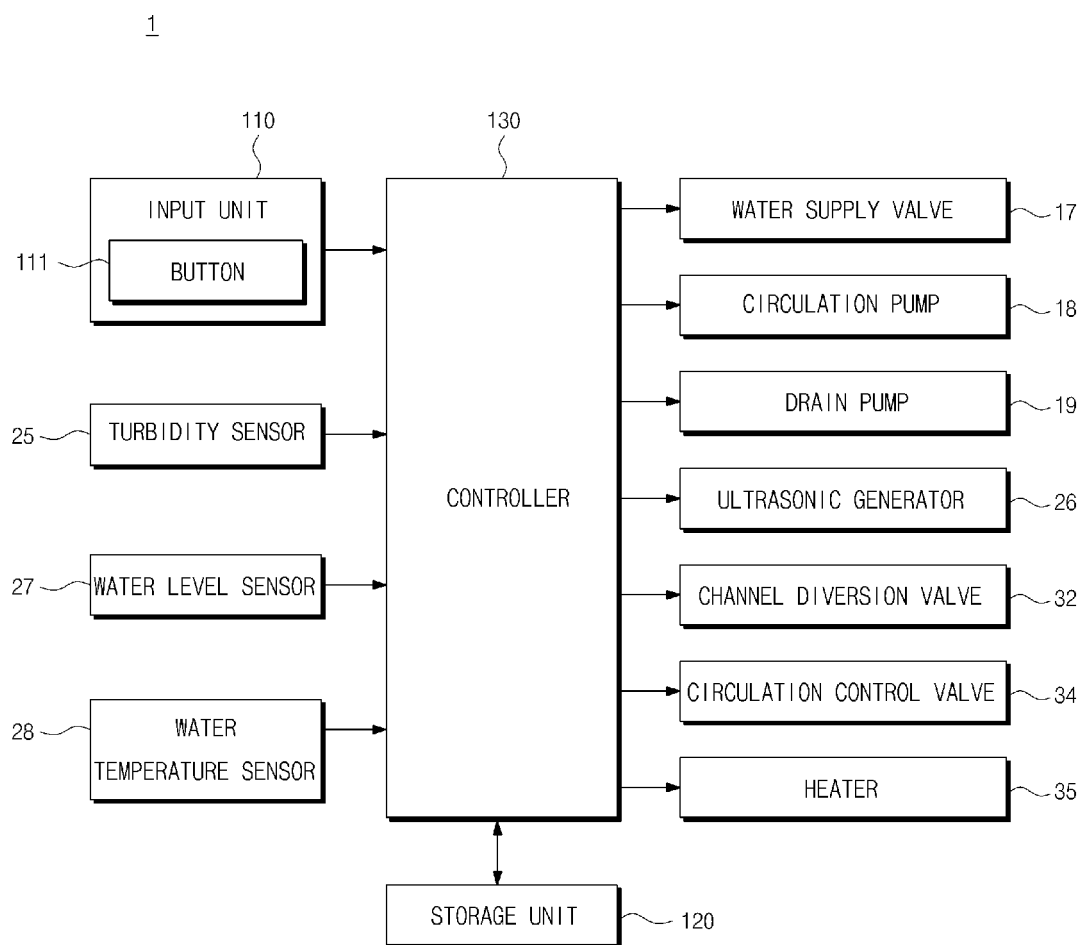 1
110
130
INPUT UNIT
WATER SUPPLY VALVE
17
111
BUTTON
CIRCULATION PUMP
18
DRAIN PUMP
19
25
TURBIDITY SENSOR
CONTROLLER
ULTRASONIC GENERATOR
26
27
WATER LEVEL SENSOR
CHANNEL DIVERSION VALVE
32
CIRCULATION CONTROL VALVE
34
28
WATER
TEMPERATURE SENSOR
HEATER
35
STORAGE UNIT
120